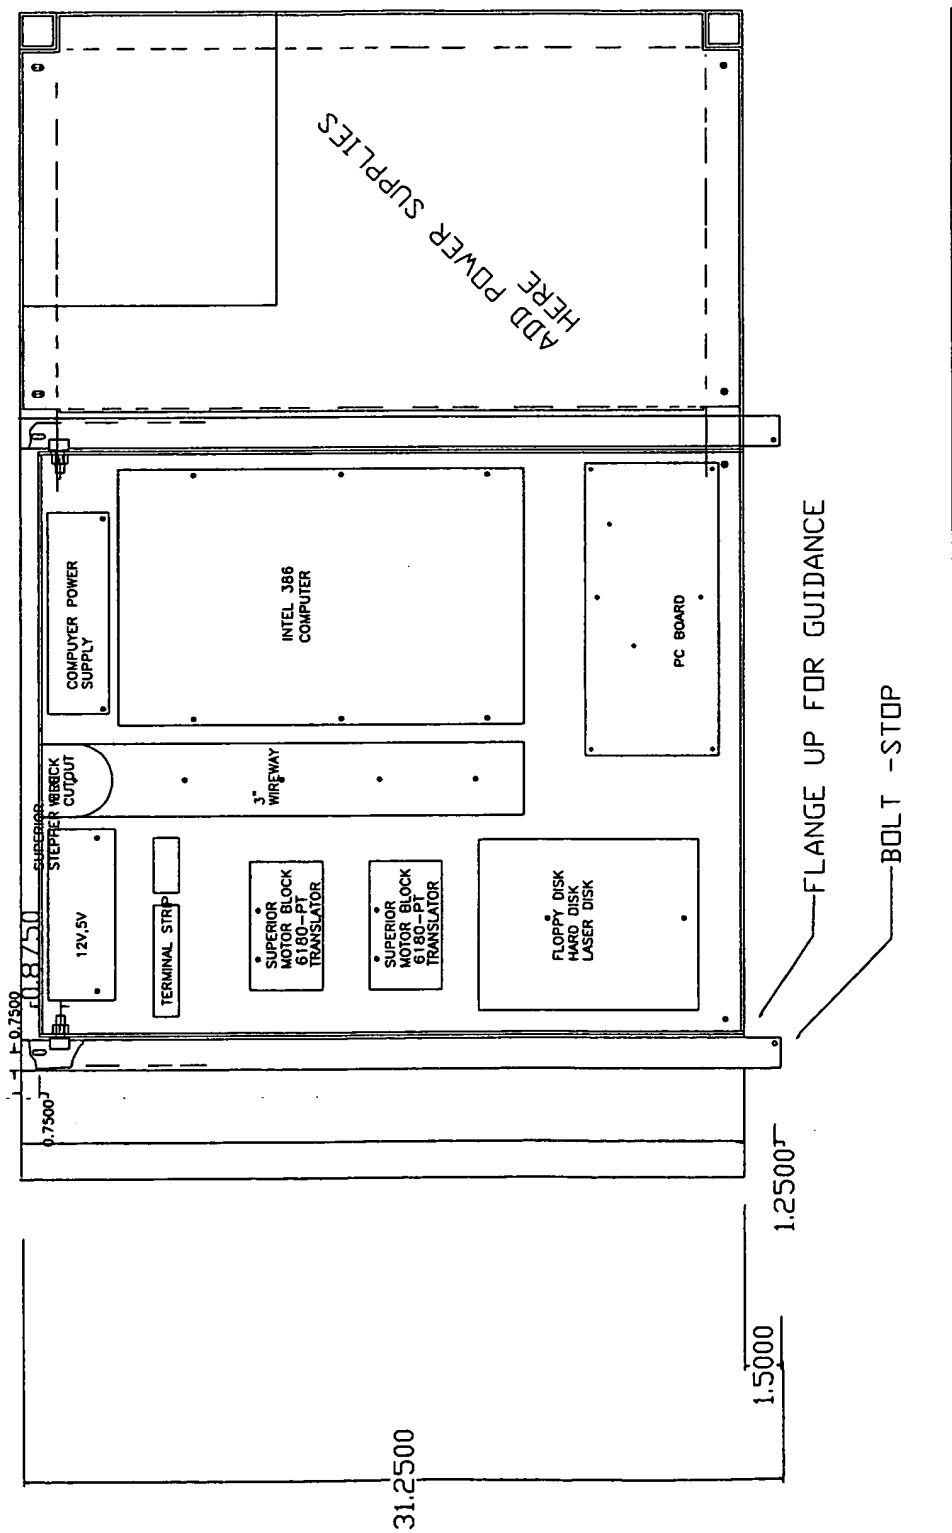 ADD POWER SUPPLIES
HERE
COMPUYER POWER
SUPPLY
INTEL 386
COMPUTER
PC BOARD
3"
WIREWAY
CUTOUT
SUPERIOR
STEPPER
12V,5V
TERMINAL STRIP
SUPERIOR
MOTOR BLOCK
6180-PT
TRANSLATOR
SUPERIOR
MOTOR BLOCK
6180-PT
TRANSLATOR
FLOPPY DISK
HARD DISK
LASER DISK
0.8750
0.7500
0.7500
FLANGE UP FOR GUIDANCE
BOLT -STOP
1.2500
1.5000
31.2500